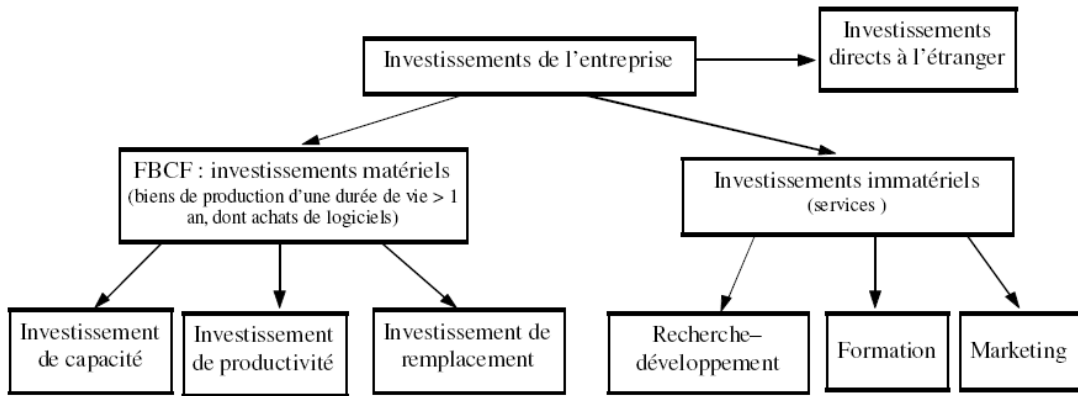 Investissements de l'entreprise
Investissements
directs à l'étranger
FBCF : investissements matériels
(biens de production d'une durée de vie > 1
an, dont achats de logiciels)
Investissements immatériels
(services )
Investissement
de capacité
Investissement
de productivité
Investissement de
remplacement
Recherche–
développement
Formation
Marketing